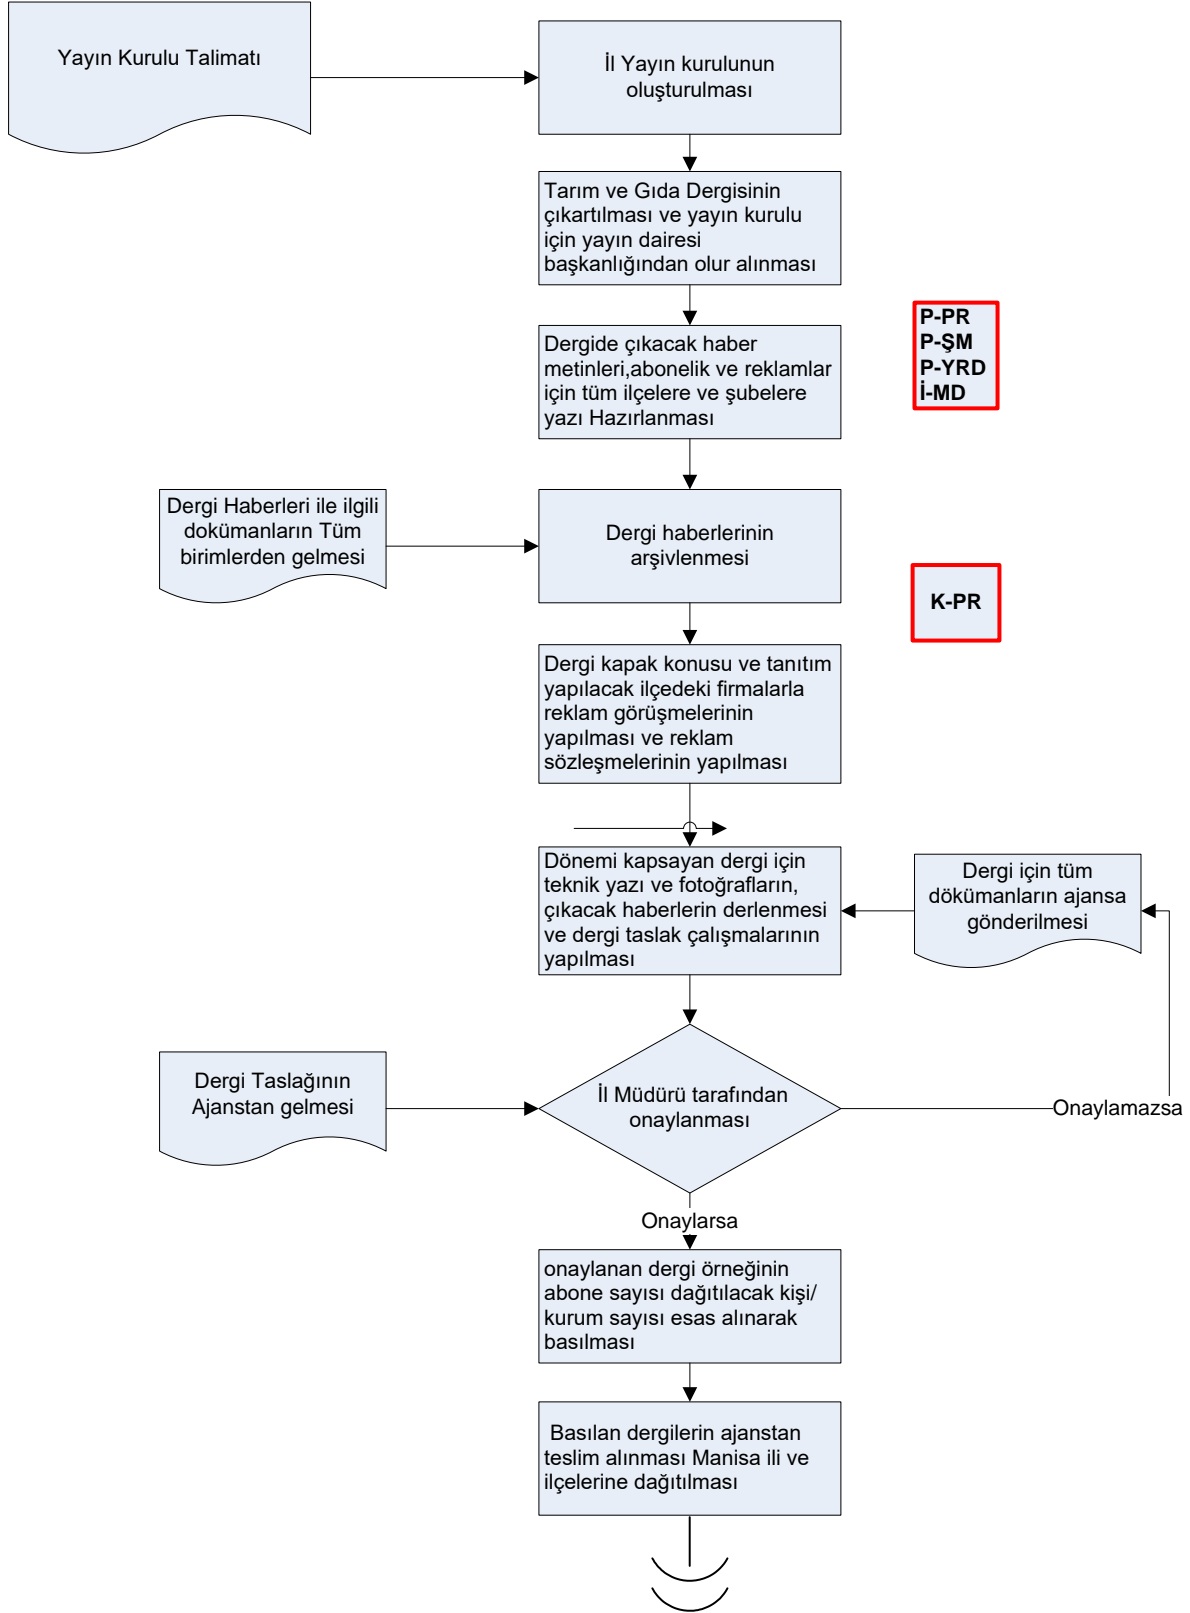 Yayın Kurulu Talimatı
İl Yayın kurulunun
oluşturulması
Tarım ve Gıda Dergisinin
çıkartılması ve yayın kurulu
için yayın dairesi
başkanlığından olur alınması
P-PR
P-ŞM
P-YRD
İ-MD
Dergide çıkacak haber
metinleri,abonelik ve reklamlar
için tüm ilçelere ve şubelere
yazı Hazırlanması
Dergi Haberleri ile ilgili
dokümanların Tüm
birimlerden gelmesi
Dergi haberlerinin
arşivlenmesi
K-PR
Dergi kapak konusu ve tanıtım
yapılacak ilçedeki firmalarla
reklam görüşmelerinin
yapılması ve reklam
sözleşmelerinin yapılması
Dönemi kapsayan dergi için
teknik yazı ve fotoğrafların,
çıkacak haberlerin derlenmesi
ve dergi taslak çalışmalarının
yapılması
Dergi için tüm
dökümanların ajansa
gönderilmesi
Dergi Taslağının
Ajanstan gelmesi
İl Müdürü tarafından
onaylanması
Onaylamazsa
Onaylarsa
onaylanan dergi örneğinin
abone sayısı dağıtılacak kişi/
kurum sayısı esas alınarak
basılması
Basılan dergilerin ajanstan
teslim alınması Manisa ili ve
ilçelerine dağıtılması